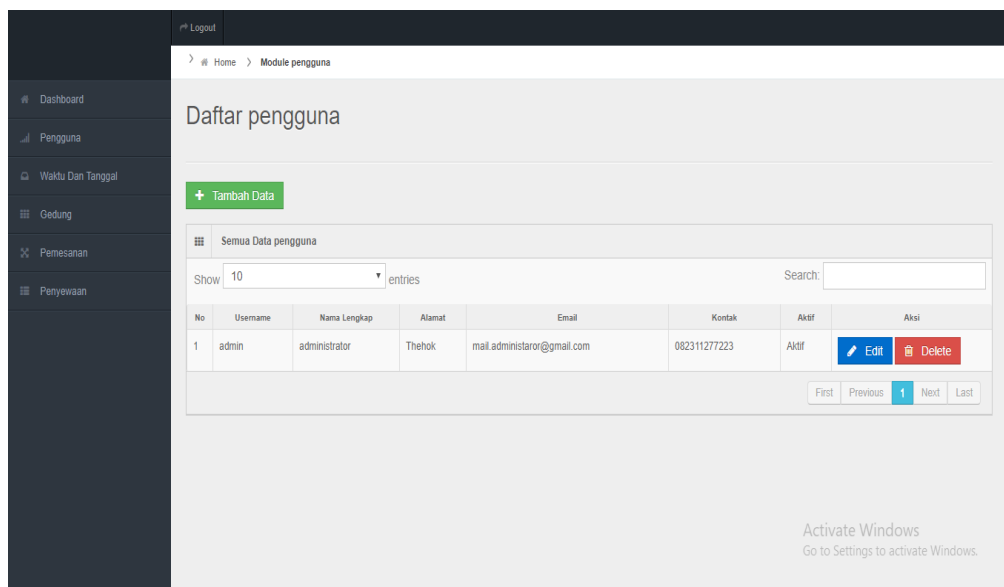 Logout
Home > Module pengguna
Dashboard
Pengguna
Waktu Dan Tanggal
Gedung
Pemesanan
Penyewaan
Daftar pengguna
+ Tambah Data
Semua Data pengguna
Show 10 entries Search:
No Username Nama Lengkap Alamat Email Kontak Aktif Aksi
1 admin administrator Thehok mail.administaror@gmail.com 082311277223 Aktif Edit Delete
First Previous 1 Next Last
Activate Windows
Go to Settings to activate Windows.